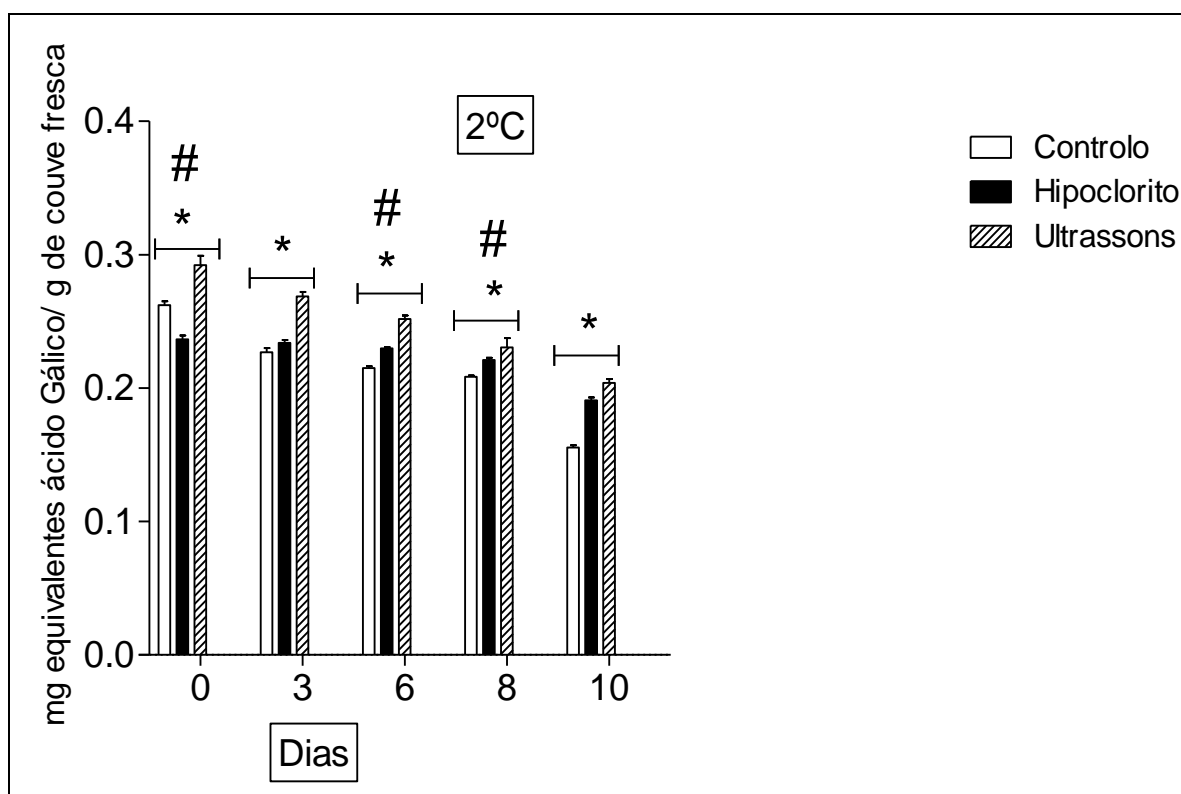 mg equivalentes ácido Gálico/ g de couve fresca
0.4
0.3
0.2
0.1
0.0
2ºC
#
*
*
#
*
#
*
*
0 3 6 8 10
Dias
Controlo
Hipoclorito
Ultrassons